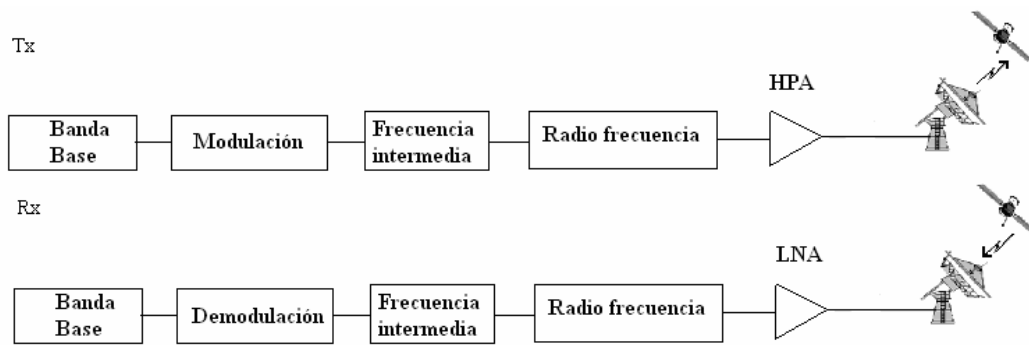 Tx
HPA
Banda
Base
Modulación
Frecuencia
intermedia
Radio frecuencia
Rx
LNA
Banda
Base
Demodulación
Frecuencia
intermedia
Radio frecuencia